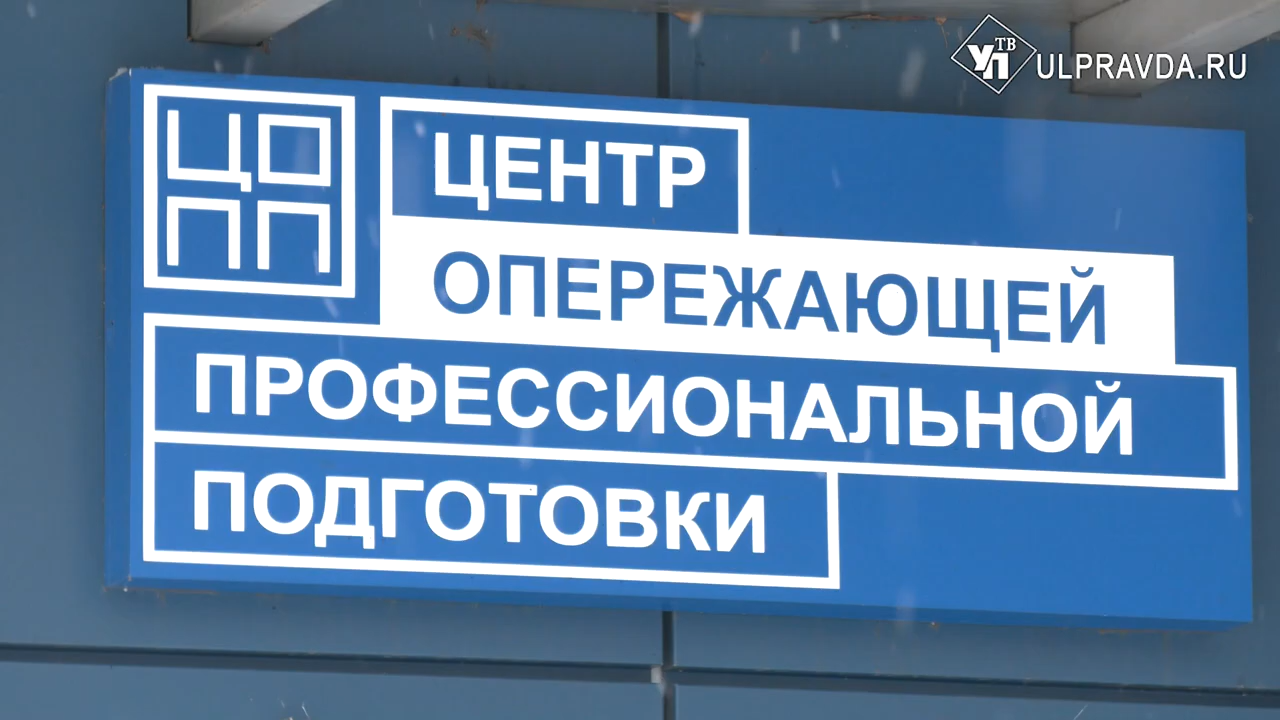 УП ТВ ULPRAVDA.RU
ЦО
ПП
ЦЕНТР
ОПЕРЕЖАЮЩЕЙ
ПРОФЕССИОНАЛЬНОЙ
ПОДГОТОВКИ